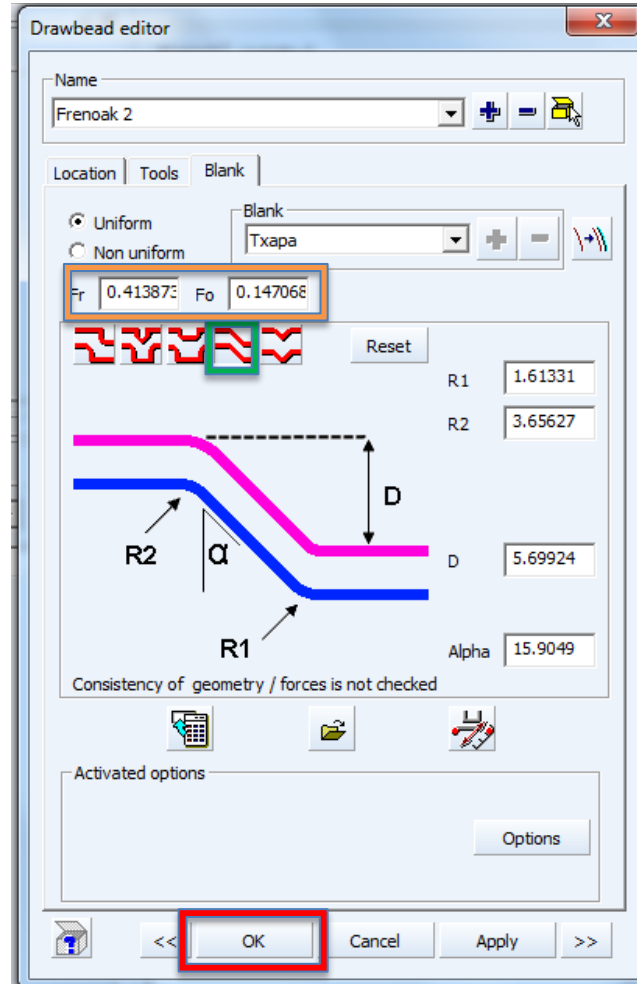 Drawbead editor
Name
Frenoak 2
Location Tools Blank
Uniform
Non uniform
Blank
Txapa
Fr 0.413873 Fo 0.147068
Reset
R1 1.61331
R2 3.65627
D
R2
α
R1
D 5.69924
Alpha 15.9049
Consistency of geometry / forces is not checked
Activated options
Options
<< OK Cancel Apply >>